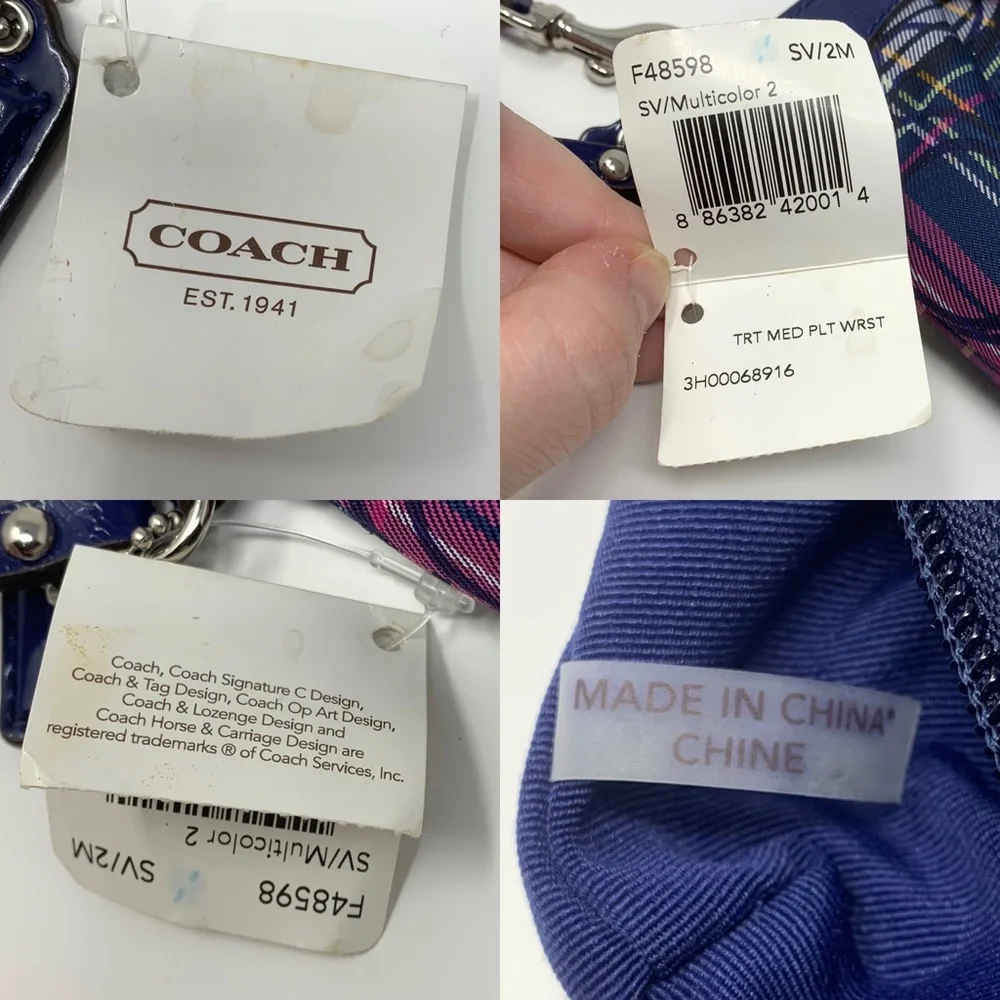 COACH
EST. 1941
F48598 SV/2M
SV/Multicolor 2
8 86382 42001 4
TRT MED PLT WRST
3H00068916
Coach, Coach Signature C Design,
Coach & Tag Design, Coach Op Art Design,
Coach & Lozenge Design and
Coach Horse & Carriage Design are
registered trademarks ® of Coach Services, Inc.
SV/Multicolor 2
F48598 SV/2M
MADE IN CHINA
CHINE